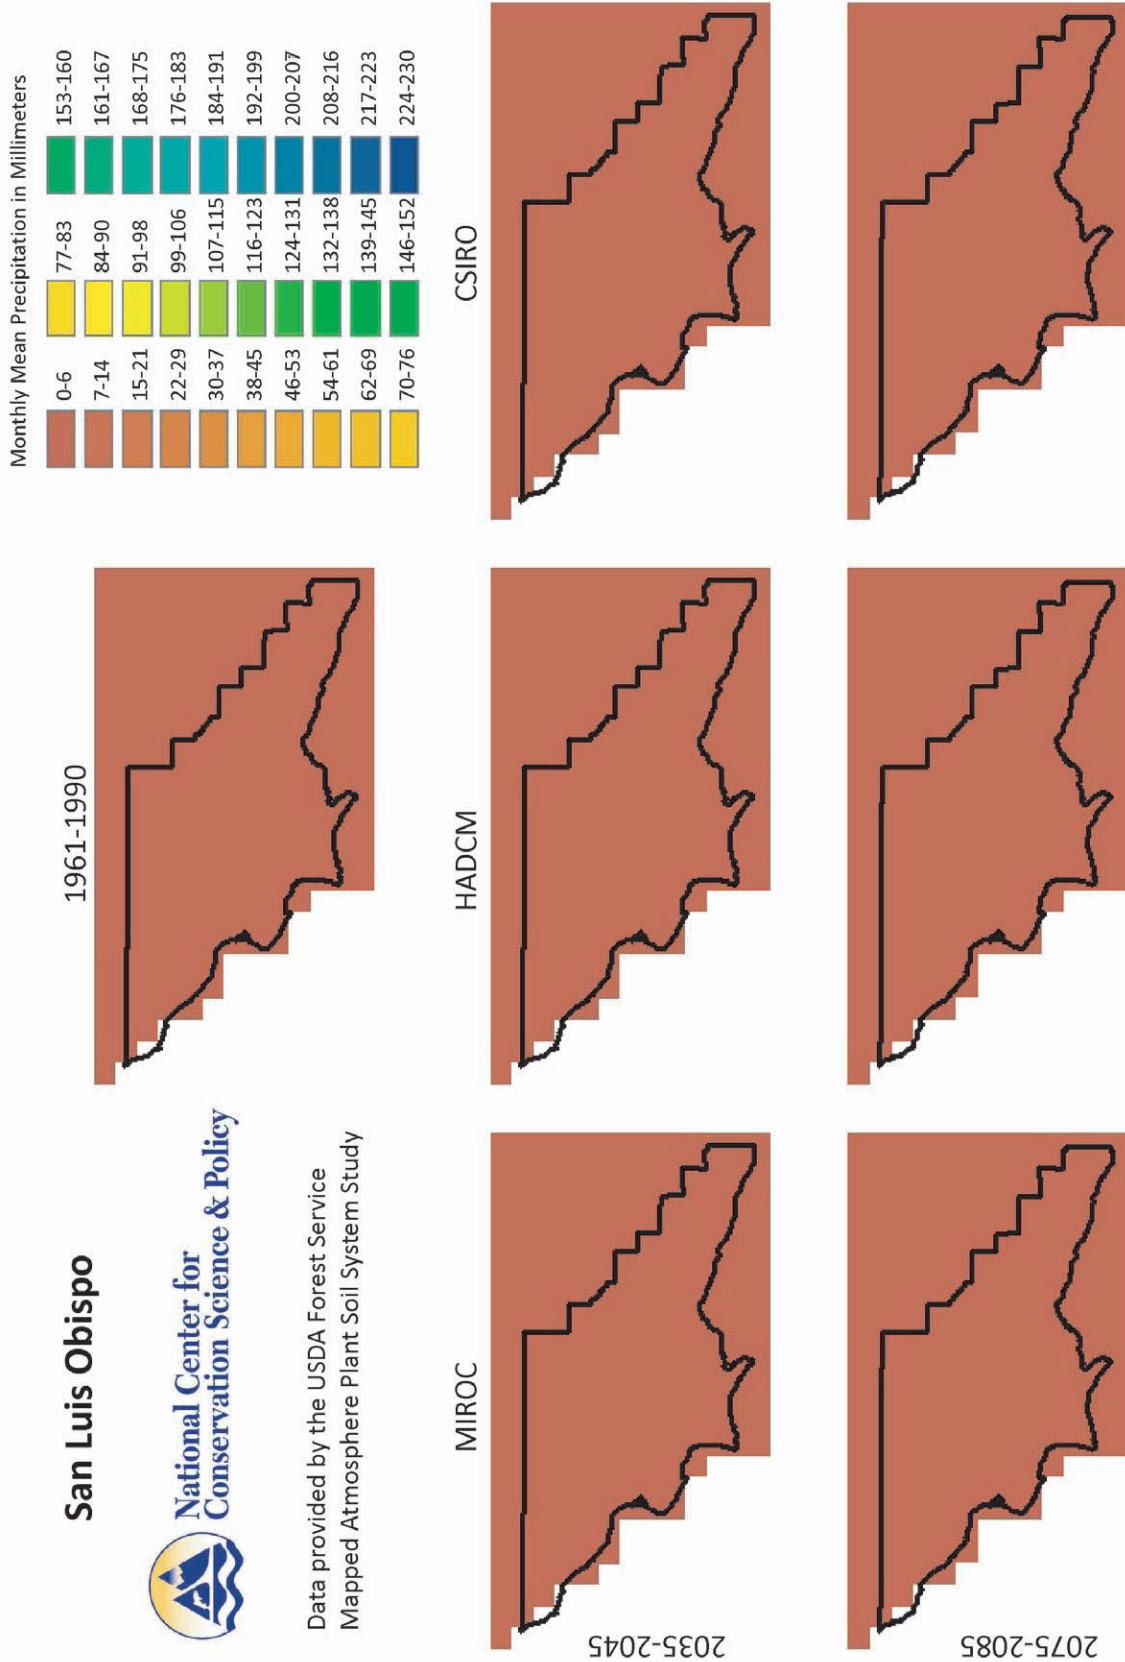 San Luis Obispo
National Center for
Conservation Science & Policy
Data provided by the USDA Forest Service
Mapped Atmosphere Plant Soil System Study
1961-1990
Monthly Mean Precipitation in Millimeters
0-6 77-83 153-160
7-14 84-90 161-167
15-21 91-98 168-175
22-29 99-106 176-183
30-37 107-115 184-191
38-45 116-123 192-199
46-53 124-131 200-207
54-61 132-138 208-216
62-69 139-145 217-223
70-76 146-152 224-230
MIROC HADCM CSIRO
2035-2045
2075-2085